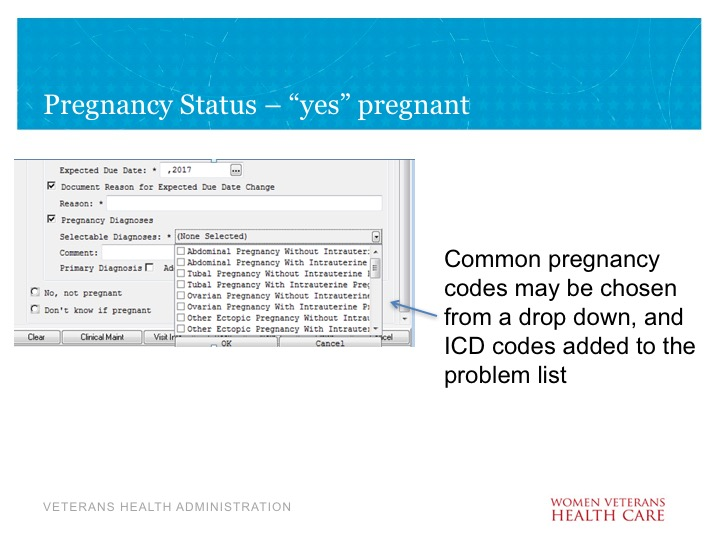 Pregnancy Status – “yes” pregnant
Expected Due Date: * ,2017 ...
Document Reason for Expected Due Date Change
Reason: *
Pregnancy Diagnoses
Selectable Diagnoses: * (None Selected)
Comment:
Abdominal Pregnancy Without Intrauter:
Abdominal Pregnancy With Intrauterine
Primary Diagnosis Ad
Tubal Pregnancy Without Intrauterine
Tubal Pregnancy With Intrauterine Preg
Ovarian Pregnancy Without Intrauterine
Ovarian Pregnancy With Intrauterine P
Other Ectopic Pregnancy Without Intrau
Other Ectopic Pregnancy With Intrauter
No, not pregnant
Don't know if pregnant
Clear Clinical Maint Visit In
OK Cancel
Common pregnancy
codes may be chosen
from a drop down, and
ICD codes added to the
problem list
VETERANS HEALTH ADMINISTRATION
WOMEN VETERANS
HEALTH CARE